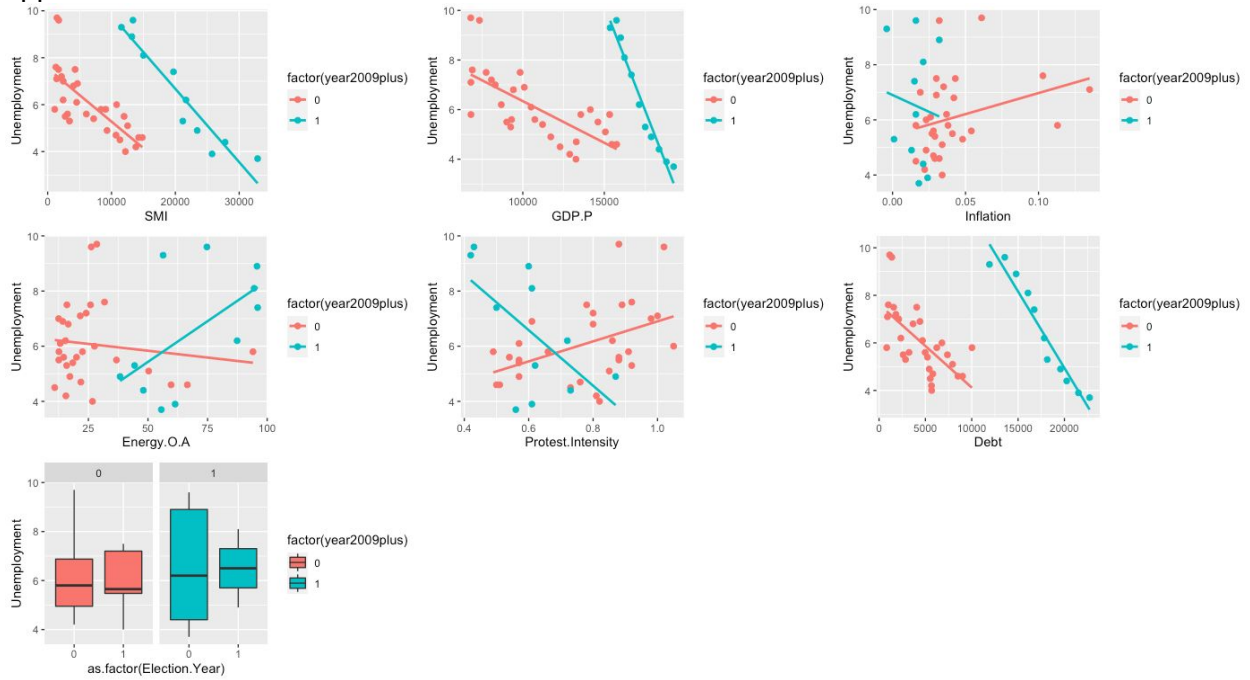 10
8
6
4
Unemployment
0 10000 20000 30000
SMI
factor(year2009plus)
0
1
10
8
6
4
Unemployment
10000 15000
GDP.P
factor(year2009plus)
0
1
10
8
6
4
Unemployment
0.00 0.05 0.10
Inflation
factor(year2009plus)
0
1
10
8
6
4
Unemployment
25 50 75 100
Energy.O.A
factor(year2009plus)
0
1
10
8
6
4
Unemployment
0.4 0.6 0.8 1.0
Protest.Intensity
factor(year2009plus)
0
1
10
8
6
4
Unemployment
0 5000 10000 15000 20000
Debt
factor(year2009plus)
0
1
0 1
10
8
6
4
Unemployment
0 1 0 1
as.factor(Election.Year)
factor(year2009plus)
0
1